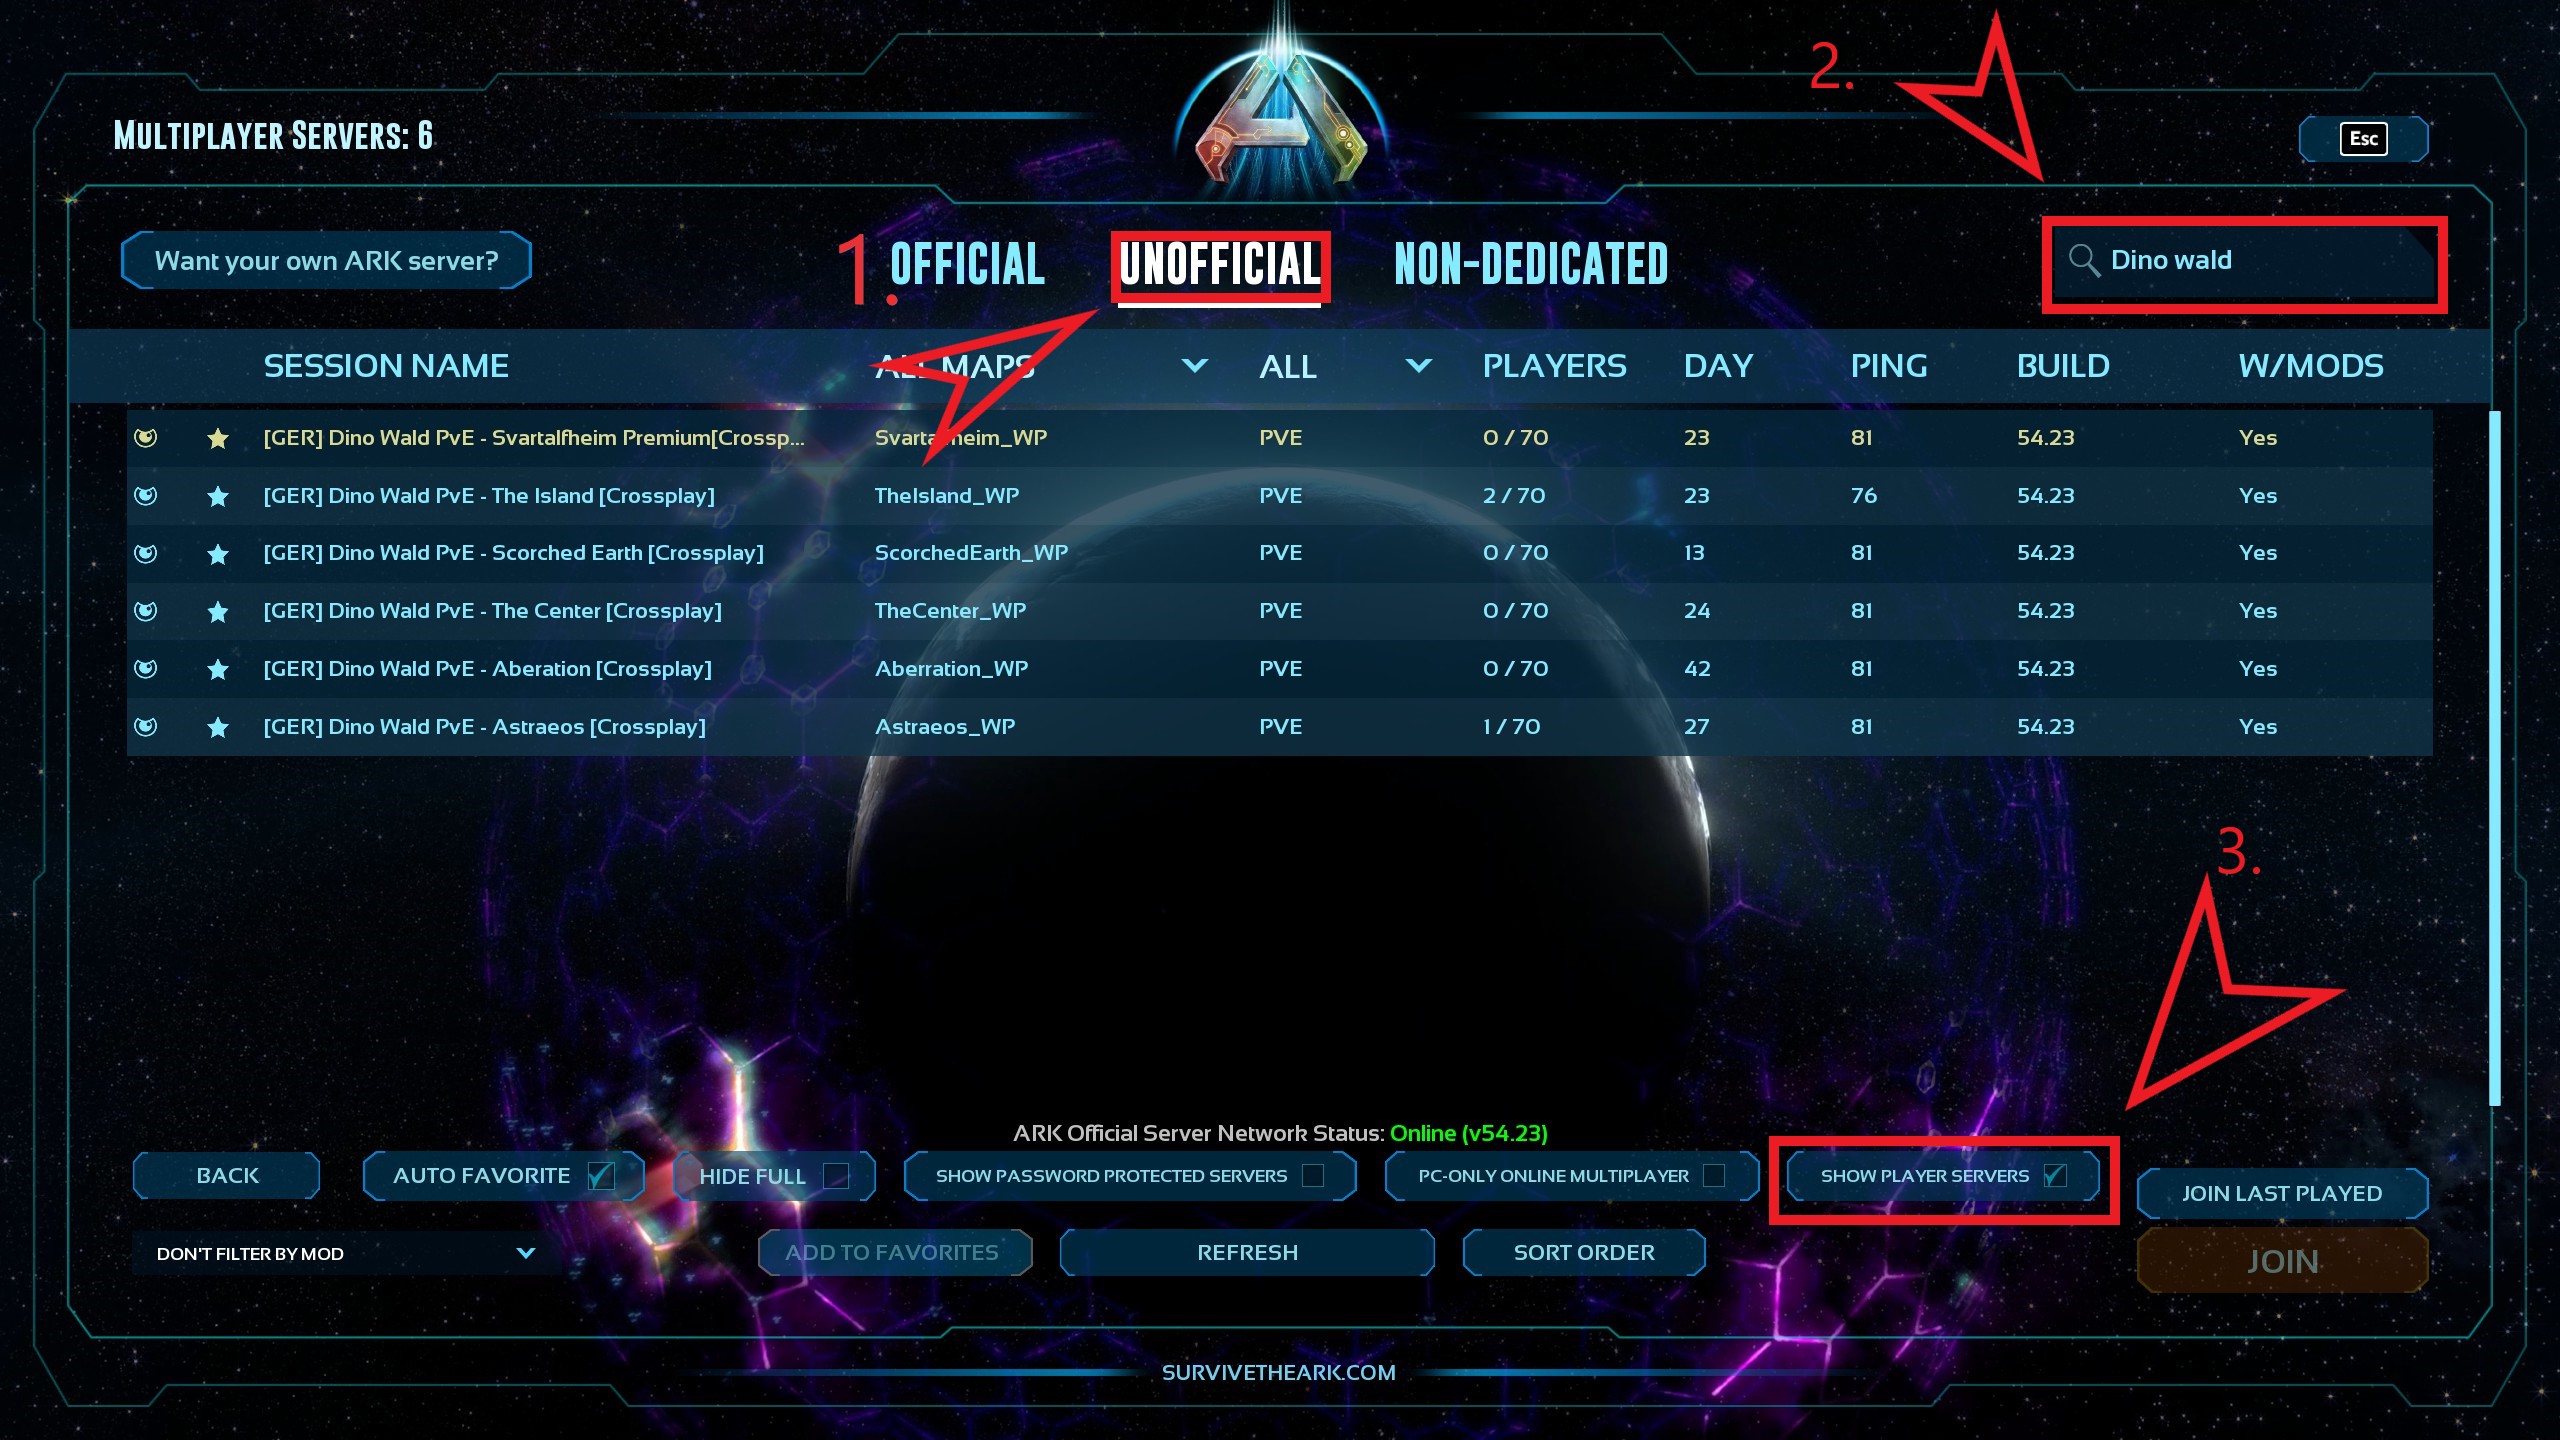 2.
MULTIPLAYER SERVERS: 6
Esc
Want your own ARK server?
1.
OFFICIAL UNOFFICIAL NON-DEDICATED
Dino wald
SESSION NAME ALL MAPS ALL PLAYERS DAY PING BUILD W/MODS
[GER] Dino Wald PvE - Svartalfheim Premium[Crossp... Svartalfheim_WP PVE 0 / 70 23 81 54.23 Yes
[GER] Dino Wald PvE - The Island [Crossplay] TheIsland_WP PVE 2 / 70 23 76 54.23 Yes
[GER] Dino Wald PvE - Scorched Earth [Crossplay] ScorchedEarth_WP PVE 0 / 70 13 81 54.23 Yes
[GER] Dino Wald PvE - The Center [Crossplay] TheCenter_WP PVE 0 / 70 24 81 54.23 Yes
[GER] Dino Wald PvE - Aberation [Crossplay] Aberration_WP PVE 0 / 70 42 81 54.23 Yes
[GER] Dino Wald PvE - Astraeos [Crossplay] Astraeos_WP PVE 1 / 70 27 81 54.23 Yes
3.
ARK Official Server Network Status: Online (v54.23)
BACK AUTO FAVORITE HIDE FULL SHOW PASSWORD PROTECTED SERVERS PC-ONLY ONLINE MULTIPLAYER SHOW PLAYER SERVERS JOIN LAST PLAYED
DON'T FILTER BY MOD ADD TO FAVORITES REFRESH SORT ORDER JOIN
SURVIVETHEARK.COM